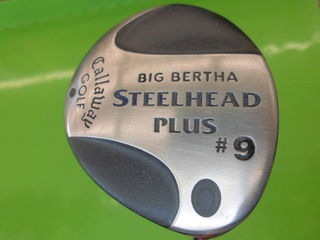 Callaway
GOLF
BIG BERTHA
STEELHEAD
PLUS
#9